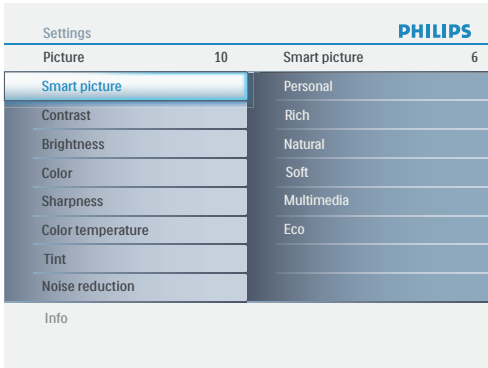 Settings
PHILIPS
Picture 10
Smart picture 6
Smart picture
Contrast
Brightness
Color
Sharpness
Color temperature
Tint
Noise reduction
Personal
Rich
Natural
Soft
Multimedia
Eco
Info